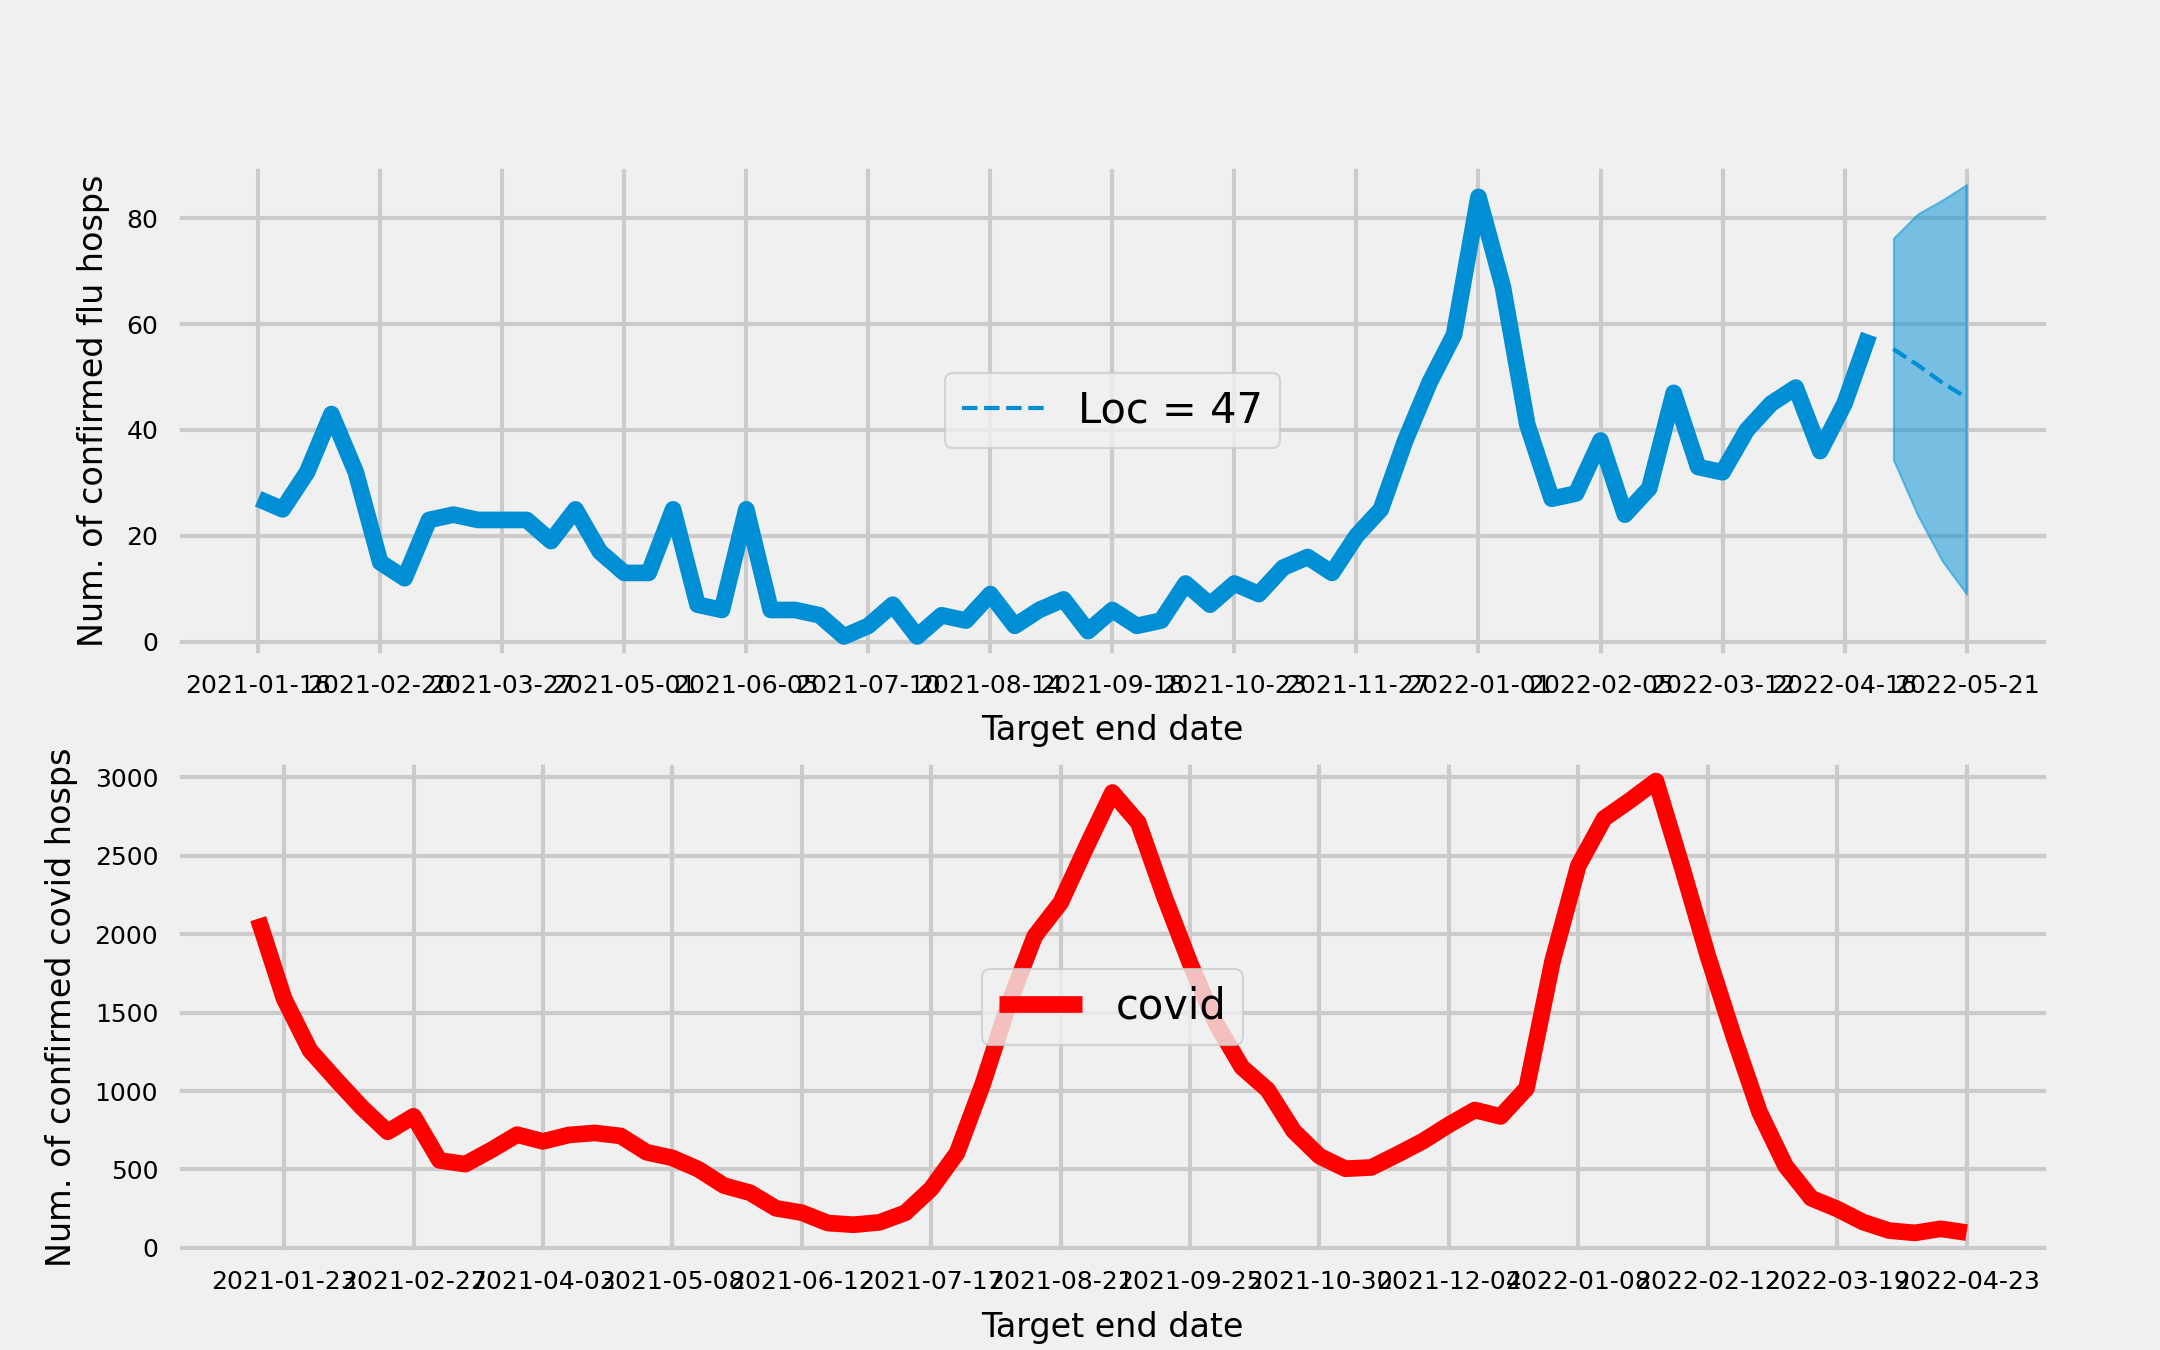 Num. of confirmed flu hosps
80
60
40
20
0
Loc = 47
2021-01-16 2021-02-20 2021-03-27 2021-05-01 2021-06-05 2021-07-10 2021-08-14 2021-09-18 2021-10-23 2021-11-27 2022-01-01 2022-02-05 2022-03-12 2022-04-16 2022-05-21
Target end date
Num. of confirmed covid hosps
3000
2500
2000
1500
1000
500
0
covid
2021-01-23 2021-02-27 2021-04-03 2021-05-08 2021-06-12 2021-07-17 2021-08-21 2021-09-25 2021-10-30 2021-12-04 2022-01-08 2022-02-12 2022-03-19 2022-04-23
Target end date